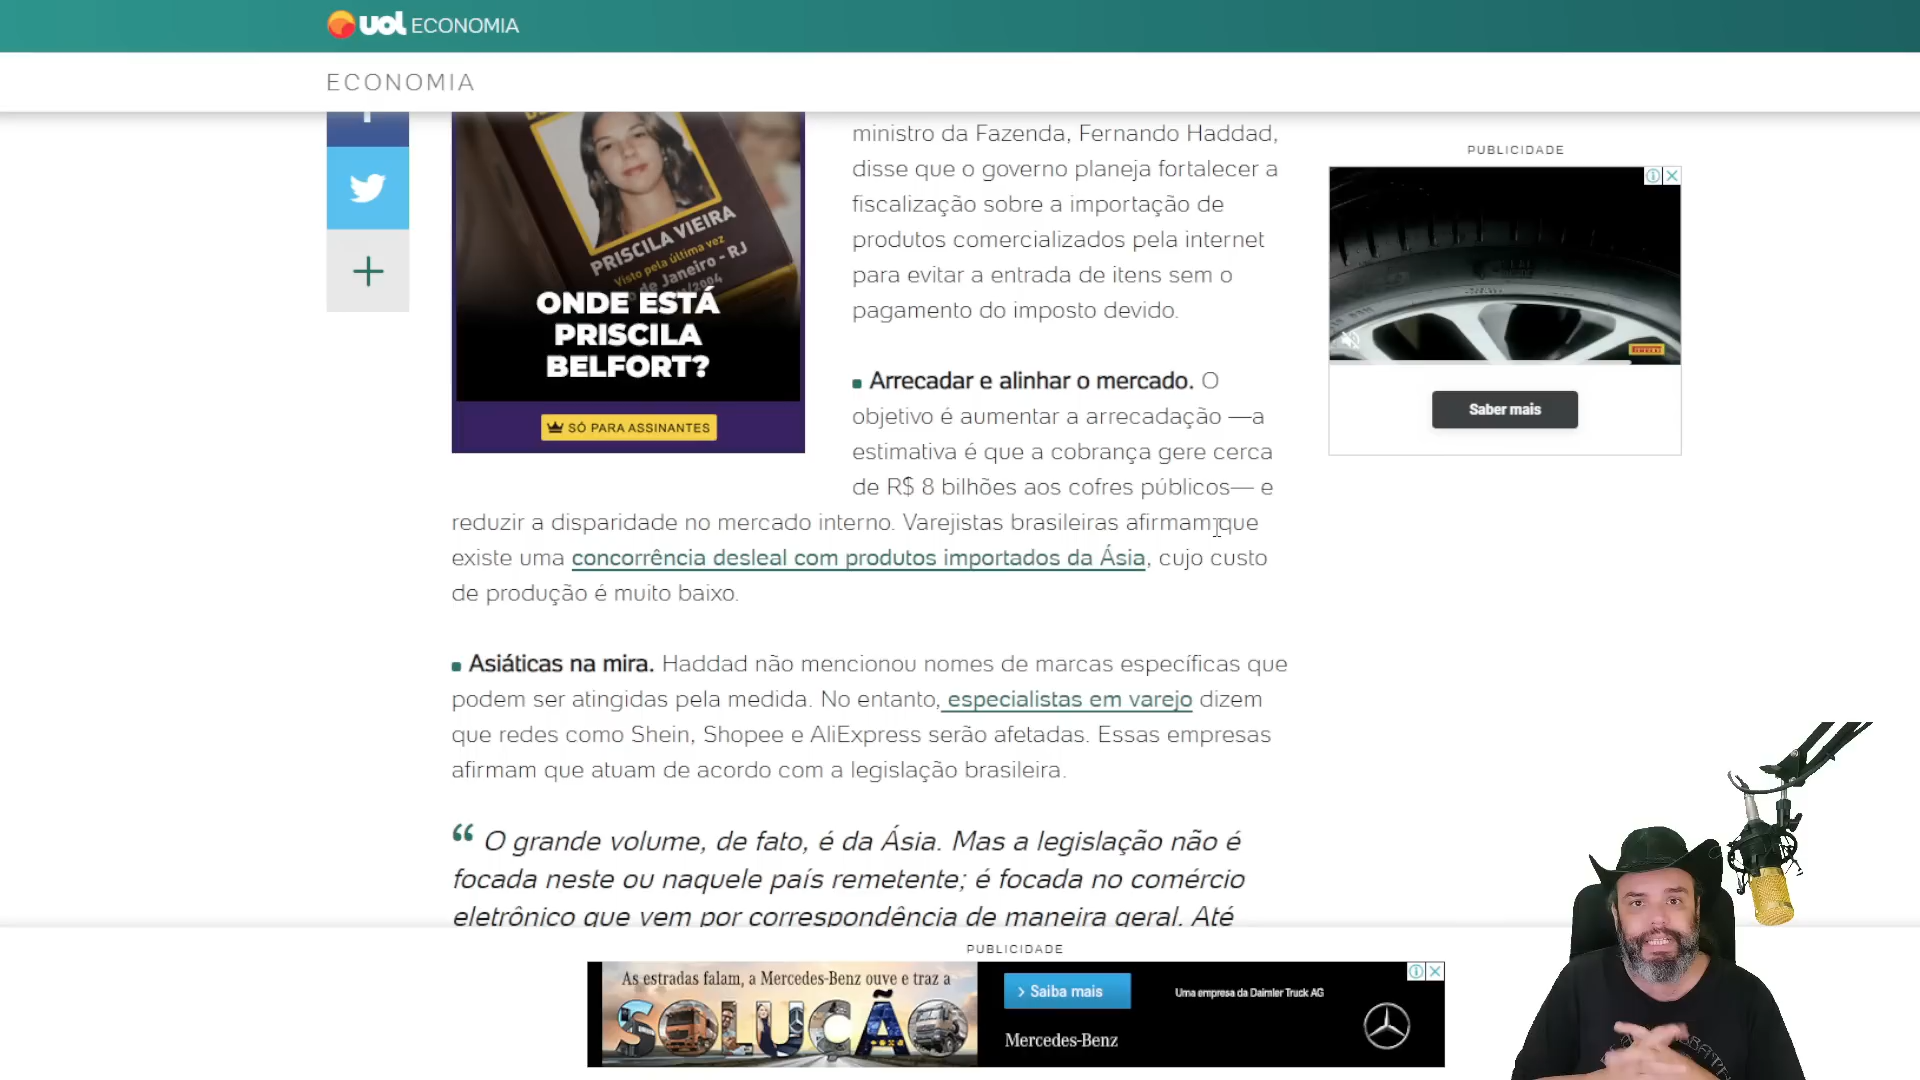 uol ECONOMIA
ECONOMIA
PRISCILA VIEIRA
Visto pela última vez
de Janeiro - RJ
/2004
ONDE ESTÁ
PRISCILA
BELFORT?
SÓ PARA ASSINANTES
ministro da Fazenda, Fernando Haddad,
disse que o governo planeja fortalecer a
fiscalização sobre a importação de
produtos comercializados pela internet
para evitar a entrada de itens sem o
pagamento do imposto devido.
Arrecadar e alinhar o mercado. O
objetivo é aumentar a arrecadação —a
estimativa é que a cobrança gere cerca
de R$ 8 bilhões aos cofres públicos— e
reduzir a disparidade no mercado interno. Varejistas brasileiras afirmam que
existe uma concorrência desleal com produtos importados da Ásia, cujo custo
de produção é muito baixo.
Asiáticas na mira. Haddad não mencionou nomes de marcas específicas que
podem ser atingidas pela medida. No entanto, especialistas em varejo dizem
que redes como Shein, Shopee e AliExpress serão afetadas. Essas empresas
afirmam que atuam de acordo com a legislação brasileira.
“ O grande volume, de fato, é da Ásia. Mas a legislação não é
focada neste ou naquele país remetente; é focada no comércio
eletrônico que vem por correspondência de maneira geral. Até
PUBLICIDADE
PIRELLI
Saber mais
PUBLICIDADE
As estradas falam, a Mercedes-Benz ouve e traz a
SOLUÇÃO
> Saiba mais
Uma empresa da Daimler Truck AG
Mercedes-Benz